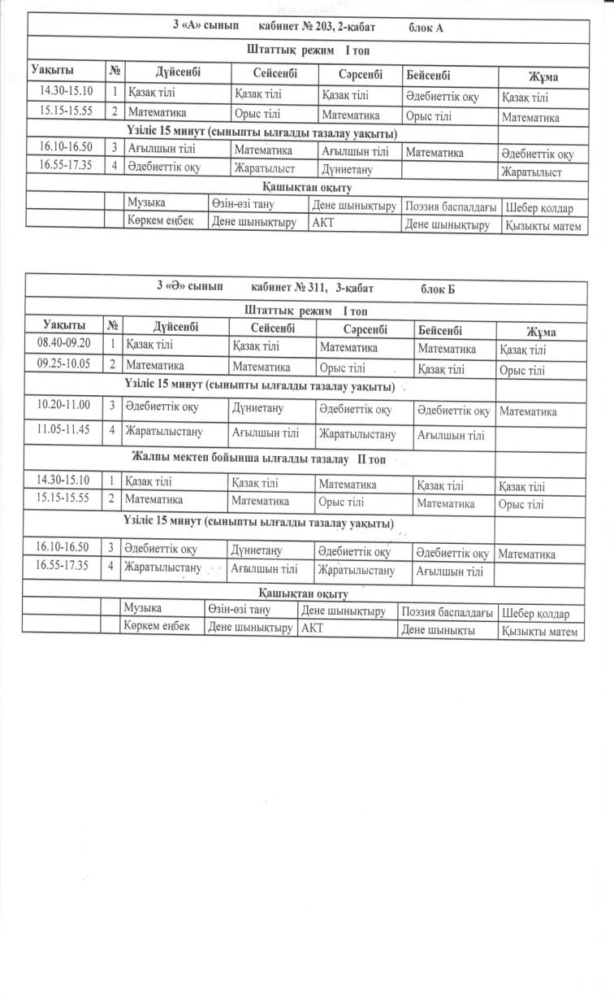 3 «А» сынып кабинет № 203, 2-қабат блок А
Штаттық режим I топ
Уақыты № Дүйсенбі Сейсенбі Сәрсенбі Бейсенбі Жұма
14.30-15.10 1 Қазақ тілі Қазақ тілі Қазақ тілі Әдебиеттік оқу Қазақ тілі
15.15-15.55 2 Математика Орыс тілі Математика Орыс тілі Математика
Үзіліс 15 минут (сыныпты ылғалды тазалау уақыты)
16.10-16.50 3 Ағылшын тілі Математика Ағылшын тілі Математика Әдебиеттік оқу
16.55-17.35 4 Әдебиеттік оқу Жаратылыст Дүниетану Жаратылыст
Қашықтан оқыту
Музыка Өзін-өзі тану Дене шынықтыру Поэзия баспалдағы Шебер қолдар
Көркем еңбек Дене шынықтыру АКТ Дене шынықтыру Қызықты матем
3 «Ә» сынып кабинет № 311, 3-қабат блок Б
Штаттық режим I топ
Уақыты № Дүйсенбі Сейсенбі Сәрсенбі Бейсенбі Жұма
08.40-09.20 1 Қазақ тілі Қазақ тілі Математика Математика Қазақ тілі
09.25-10.05 2 Математика Математика Орыс тілі Қазақ тілі Орыс тілі
Үзіліс 15 минут (сыныпты ылғалды тазалау уақыты)
10.20-11.00 3 Әдебиеттік оқу Дүниетану Әдебиеттік оқу Әдебиеттік оқу Математика
11.05-11.45 4 Жаратылыстану Ағылшын тілі Жаратылыстану Ағылшын тілі
Жалпы мектеп бойынша ылғалды тазалау II топ
14.30-15.10 1 Қазақ тілі Қазақ тілі Математика Қазақ тілі Қазақ тілі
15.15-15.55 2 Математика Математика Орыс тілі Математика Орыс тілі
Үзіліс 15 минут (сыныпты ылғалды тазалау уақыты)
16.10-16.50 3 Әдебиеттік оқу Дүниетану Әдебиеттік оқу Әдебиеттік оқу Математика
16.55-17.35 4 Жаратылыстану Ағылшын тілі Жаратылыстану Ағылшын тілі
Қашықтан оқыту
Музыка Өзін-өзі тану Дене шынықтыру Поэзия баспалдағы Шебер қолдар
Көркем еңбек Дене шынықтыру АКТ Дене шынықты Қызықты матем